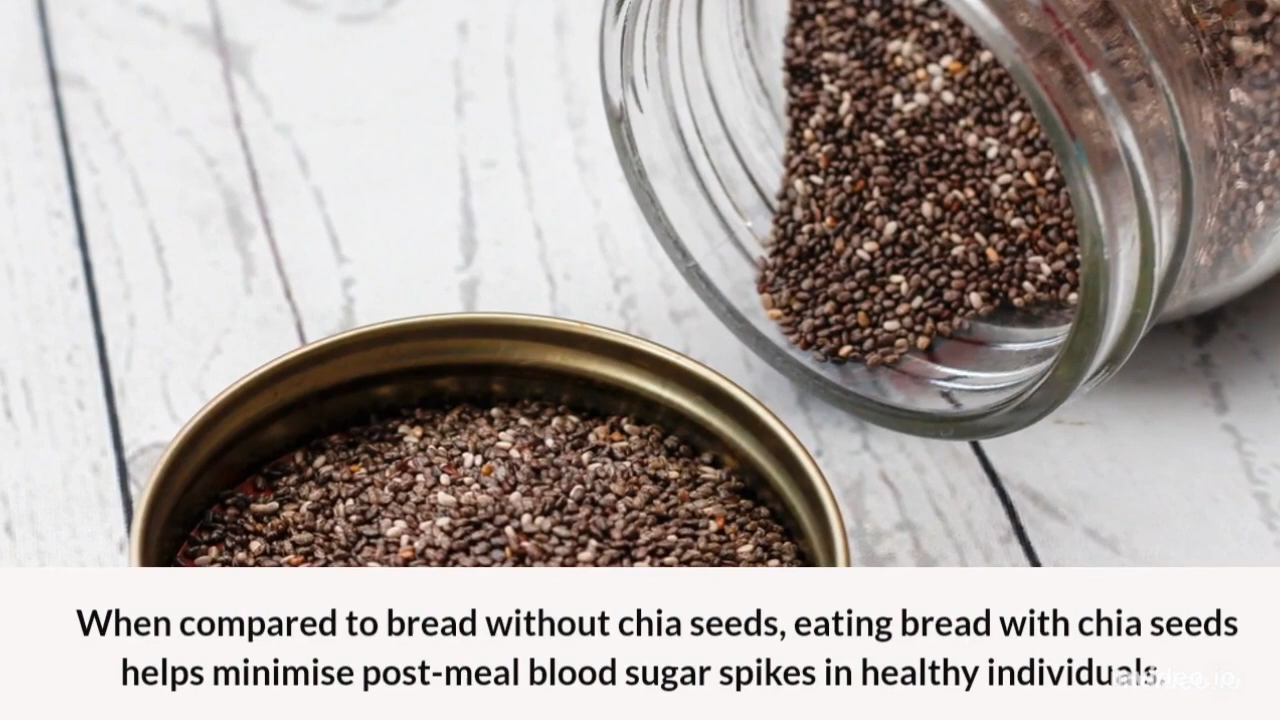 When compared to bread without chia seeds, eating bread with chia seeds
helps minimise post-meal blood sugar spikes in healthy individuals.